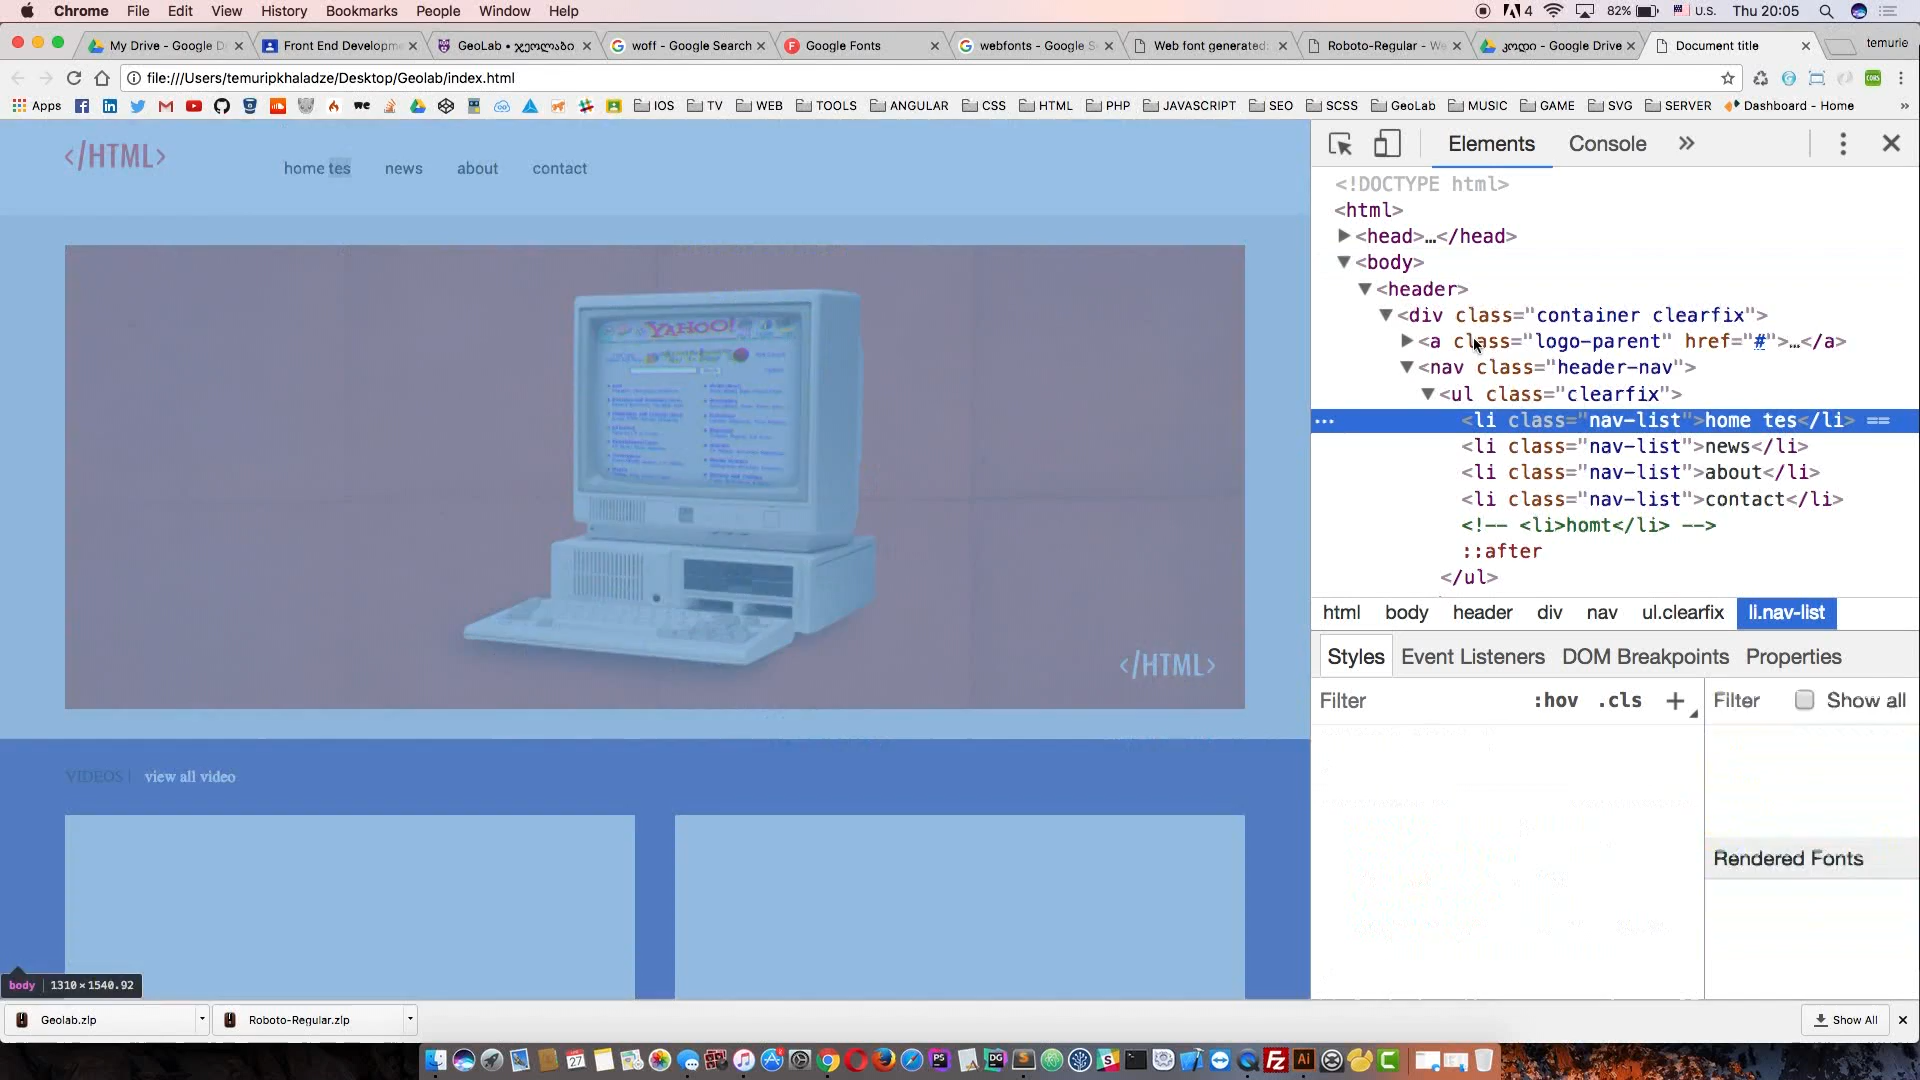 Chrome File Edit View History Bookmarks People Window Help 4 82% U.S. Thu 20:05
My Drive - Google D Front End Developme GeoLab • ჯეოლაბი woff - Google Search Google Fonts webfonts - Google S Web font generated: Roboto-Regular - We კოდი - Google Drive Document title temurie
file:///Users/temuripkhaladze/Desktop/Geolab/index.html
Apps IOS TV WEB TOOLS ANGULAR CSS HTML PHP JAVASCRIPT SEO SCSS GeoLab MUSIC GAME SVG SERVER Dashboard - Home »
</HTML>
home tes news about contact
YAHOO!
</HTML>
VIDEOS | view all video
body 1310 × 1540.92
Elements Console »
<!DOCTYPE html>
<html>
<head>…</head>
<body>
<header>
<div class="container clearfix">
<a class="logo-parent" href="#">…</a>
<nav class="header-nav">
<ul class="clearfix">
… <li class="nav-list">home tes</li> ==
<li class="nav-list">news</li>
<li class="nav-list">about</li>
<li class="nav-list">contact</li>
<!-- <li>homt</li> -->
::after
</ul>
html body header div nav ul.clearfix li.nav-list
Styles Event Listeners DOM Breakpoints Properties
Filter :hov .cls + Filter Show all
Rendered Fonts
Geolab.zip Roboto-Regular.zip Show All